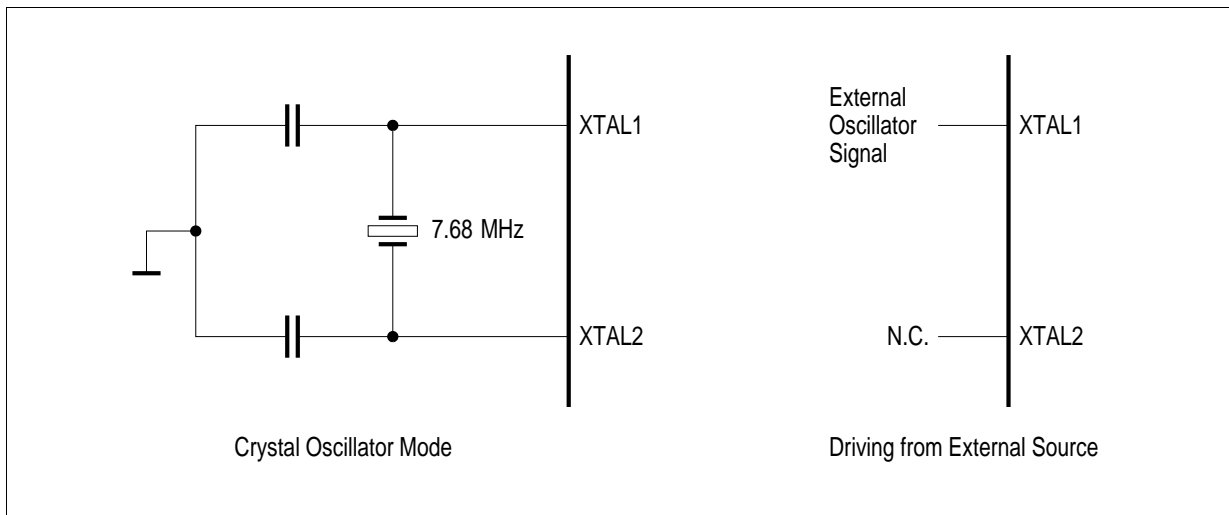 XTAL1
7.68 MHz
XTAL2
Crystal Oscillator Mode
External
Oscillator
Signal
XTAL1
N.C.
XTAL2
Driving from External Source